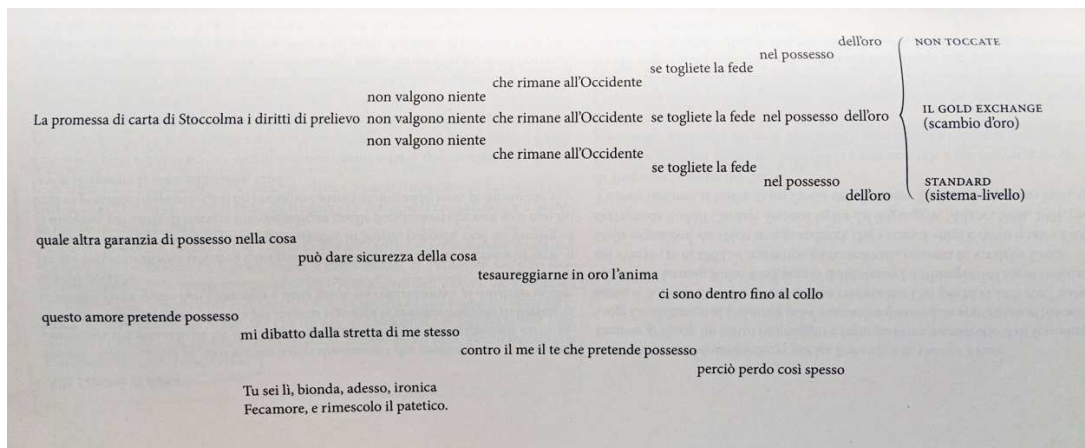 dell'oro NON TOCCATE
nel possesso
se togliete la fede
che rimane all'Occidente
non valgono niente
La promessa di carta di Stoccolma i diritti di prelievo non valgono niente che rimane all'Occidente se togliete la fede nel possesso dell'oro IL GOLD EXCHANGE
(scambio d'oro)
non valgono niente
che rimane all'Occidente
se togliete la fede
nel possesso STANDARD
dell'oro (sistema-livello)
quale altra garanzia di possesso nella cosa
può dare sicurezza della cosa
tesaureggiarne in oro l'anima
ci sono dentro fino al collo
questo amore pretende possesso
mi dibatto dalla stretta di me stesso
contro il me il te che pretende possesso
perciò perdo così spesso
Tu sei lì, bionda, adesso, ironica
Fecamore, e rimescolo il patetico.